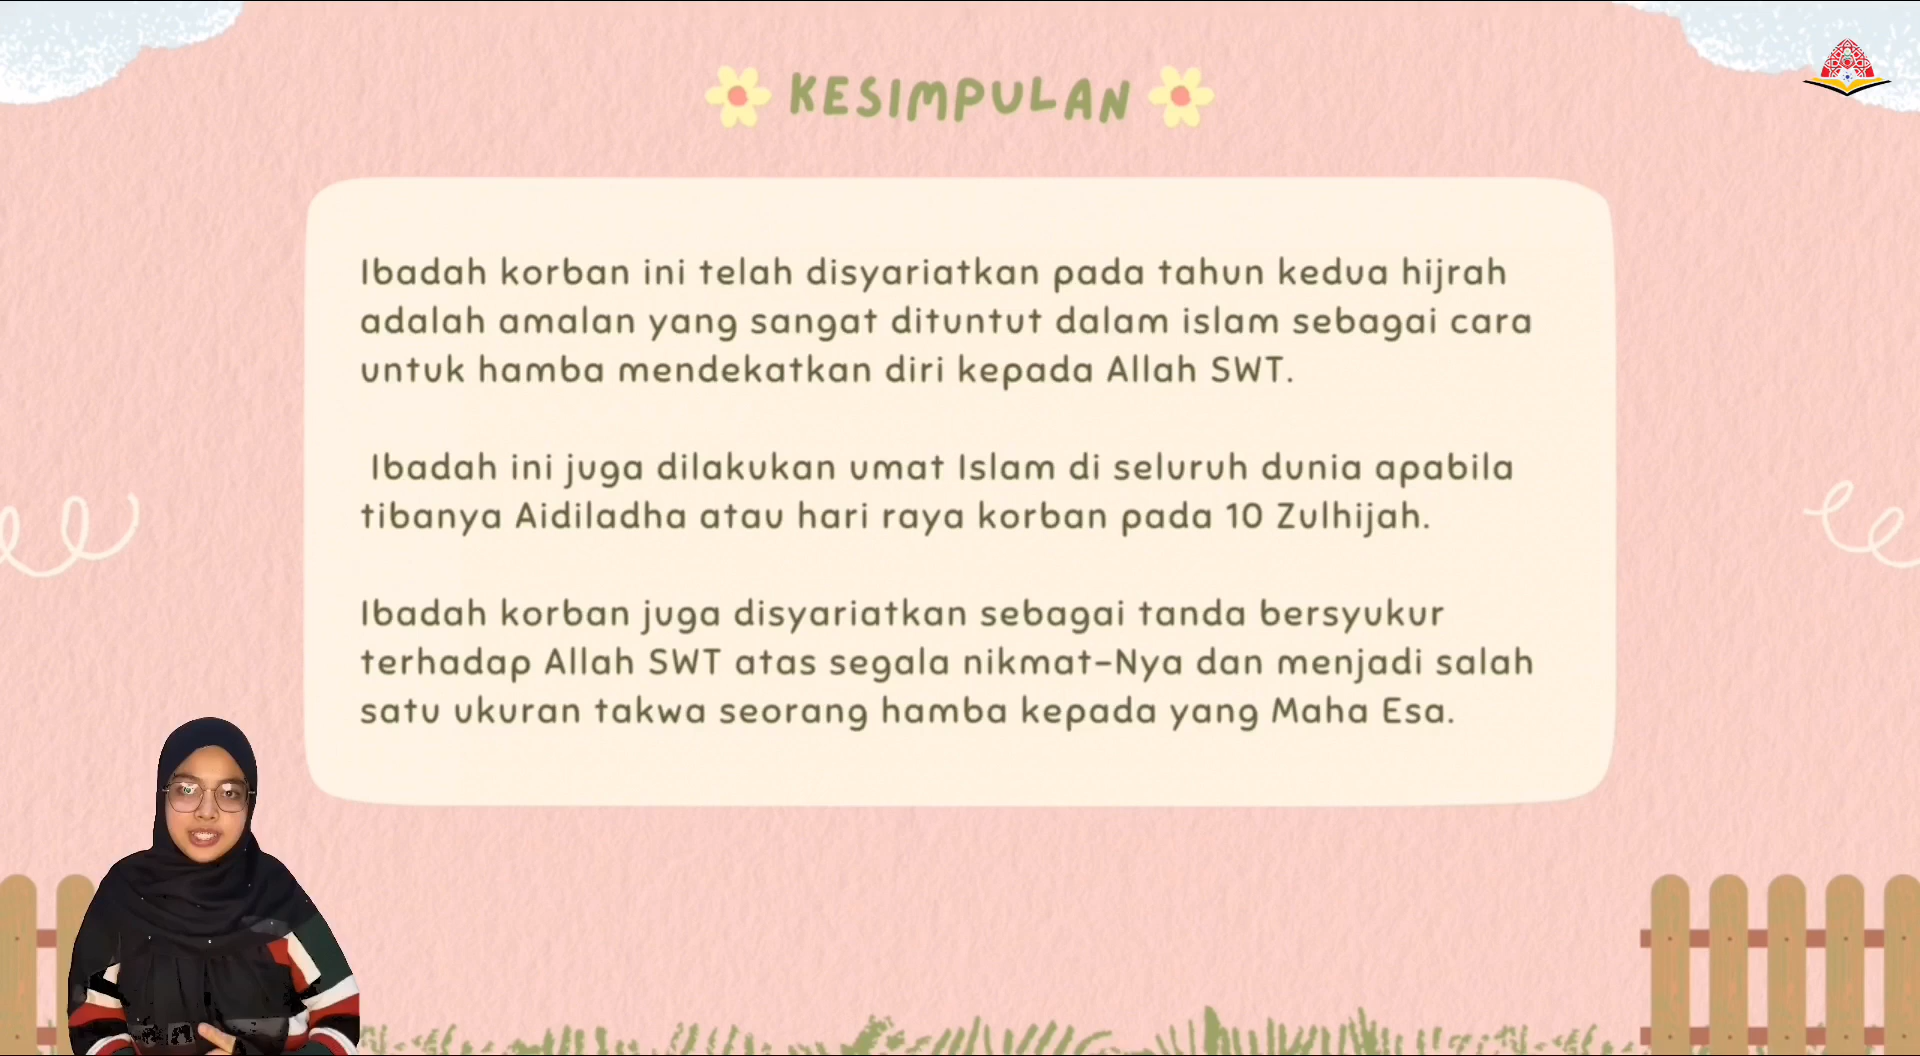 KESIMPULAN
Ibadah korban ini telah disyariatkan pada tahun kedua hijrah
adalah amalan yang sangat dituntut dalam islam sebagai cara
untuk hamba mendekatkan diri kepada Allah SWT.
Ibadah ini juga dilakukan umat Islam di seluruh dunia apabila
tibanya Aidiladha atau hari raya korban pada 10 Zulhijah.
Ibadah korban juga disyariatkan sebagai tanda bersyukur
terhadap Allah SWT atas segala nikmat-Nya dan menjadi salah
satu ukuran takwa seorang hamba kepada yang Maha Esa.